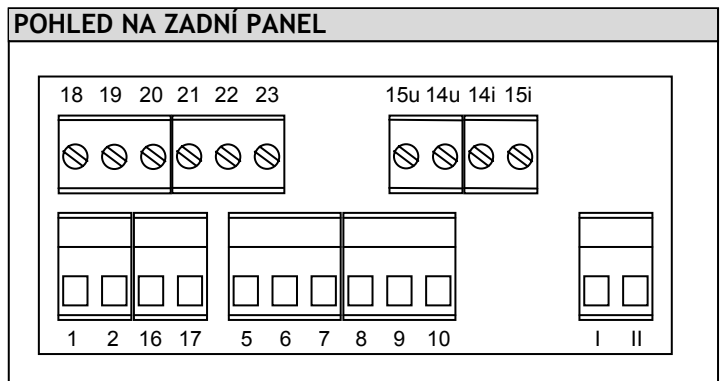 POHLED NA ZADNÍ PANEL
18 19 20 21 22 23 15u 14u 14i 15i
1 2 16 17 5 6 7 8 9 10 I II